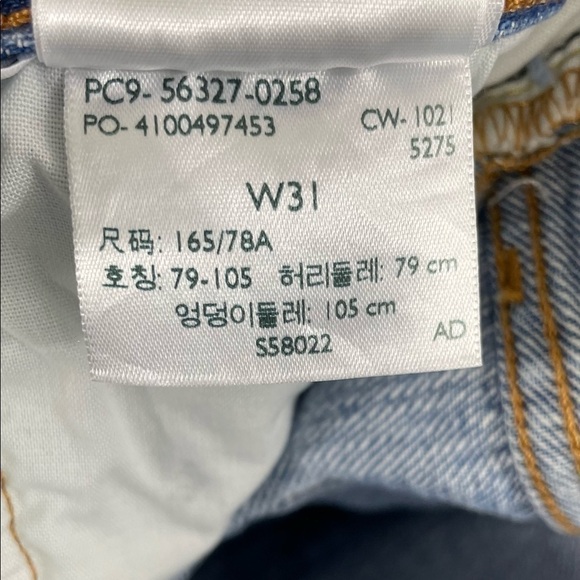 PC9- 56327-0258
PO- 4100497453 CW- 1021
5275
W31
尺码: 165/78A
호칭: 79-105 허리둘레: 79 cm
엉덩이둘레: 105 cm
S58022 AD